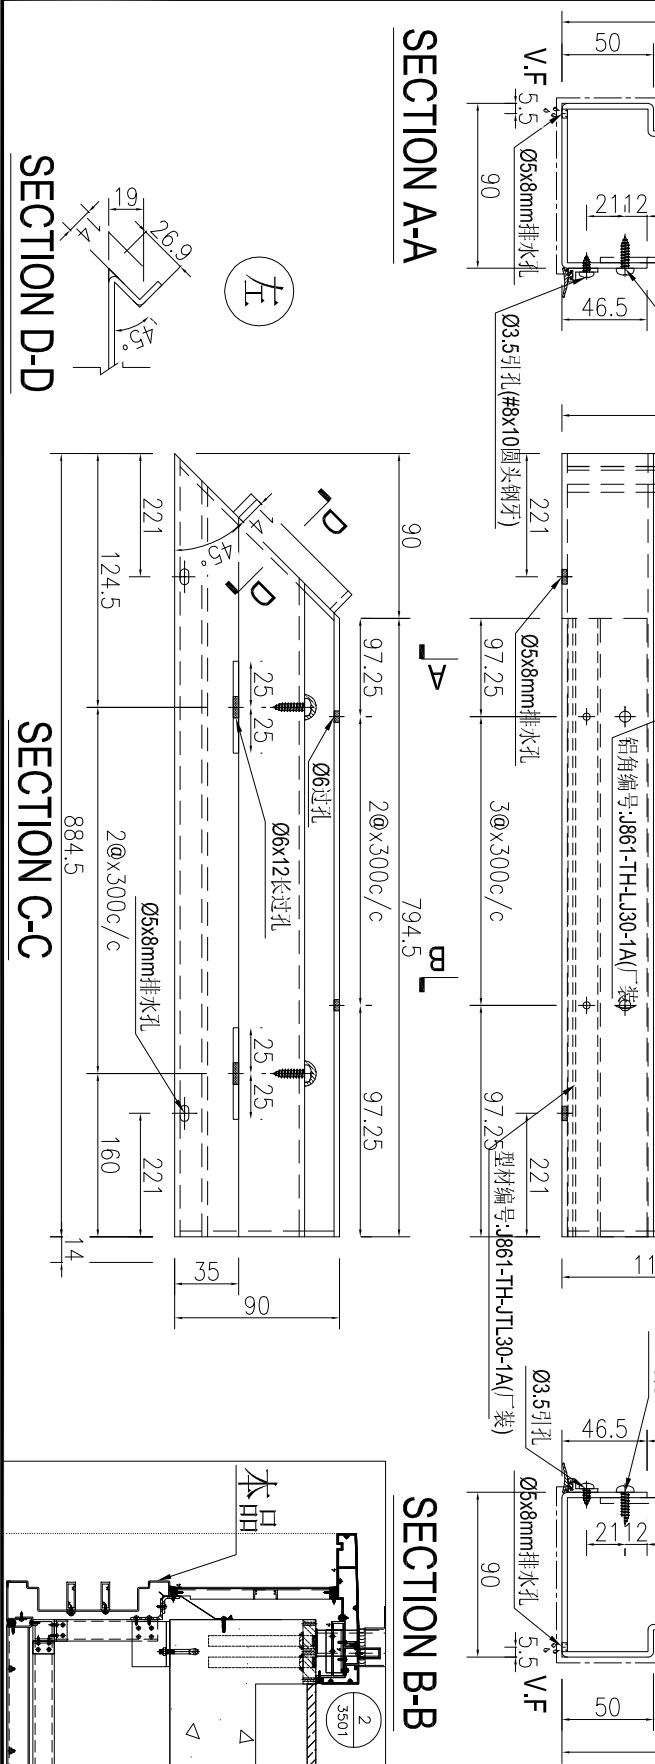 SECTION A-A
50
V.F
5.5
Ø5x8mm排水孔
90
21
12
46.5
Ø3.5引孔(#8x10圆头钢牙)
SECTION D-D
19
26.9
14
45°
左
221
Ø5x8mm排水孔
97.25
3@x300c/c
97.25
221
铝角编号:J861-TH-LJ30-1A(厂装)
型材编号:J861-TH-JTL30-1A(厂装)
11
90
794.5
97.25
2@x300c/c
97.25
A
B
D
D
14
45°
25
25
Ø6过孔
Ø6x12长过孔
25
25
221
124.5
2@x300c/c
Ø5x8mm排水孔
160
221
884.5
14
35
90
SECTION C-C
SECTION B-B
46.5
Ø3.5引孔
Ø5x8mm排水孔
21
12
90
5.5
V.F
50
本品
2
3501